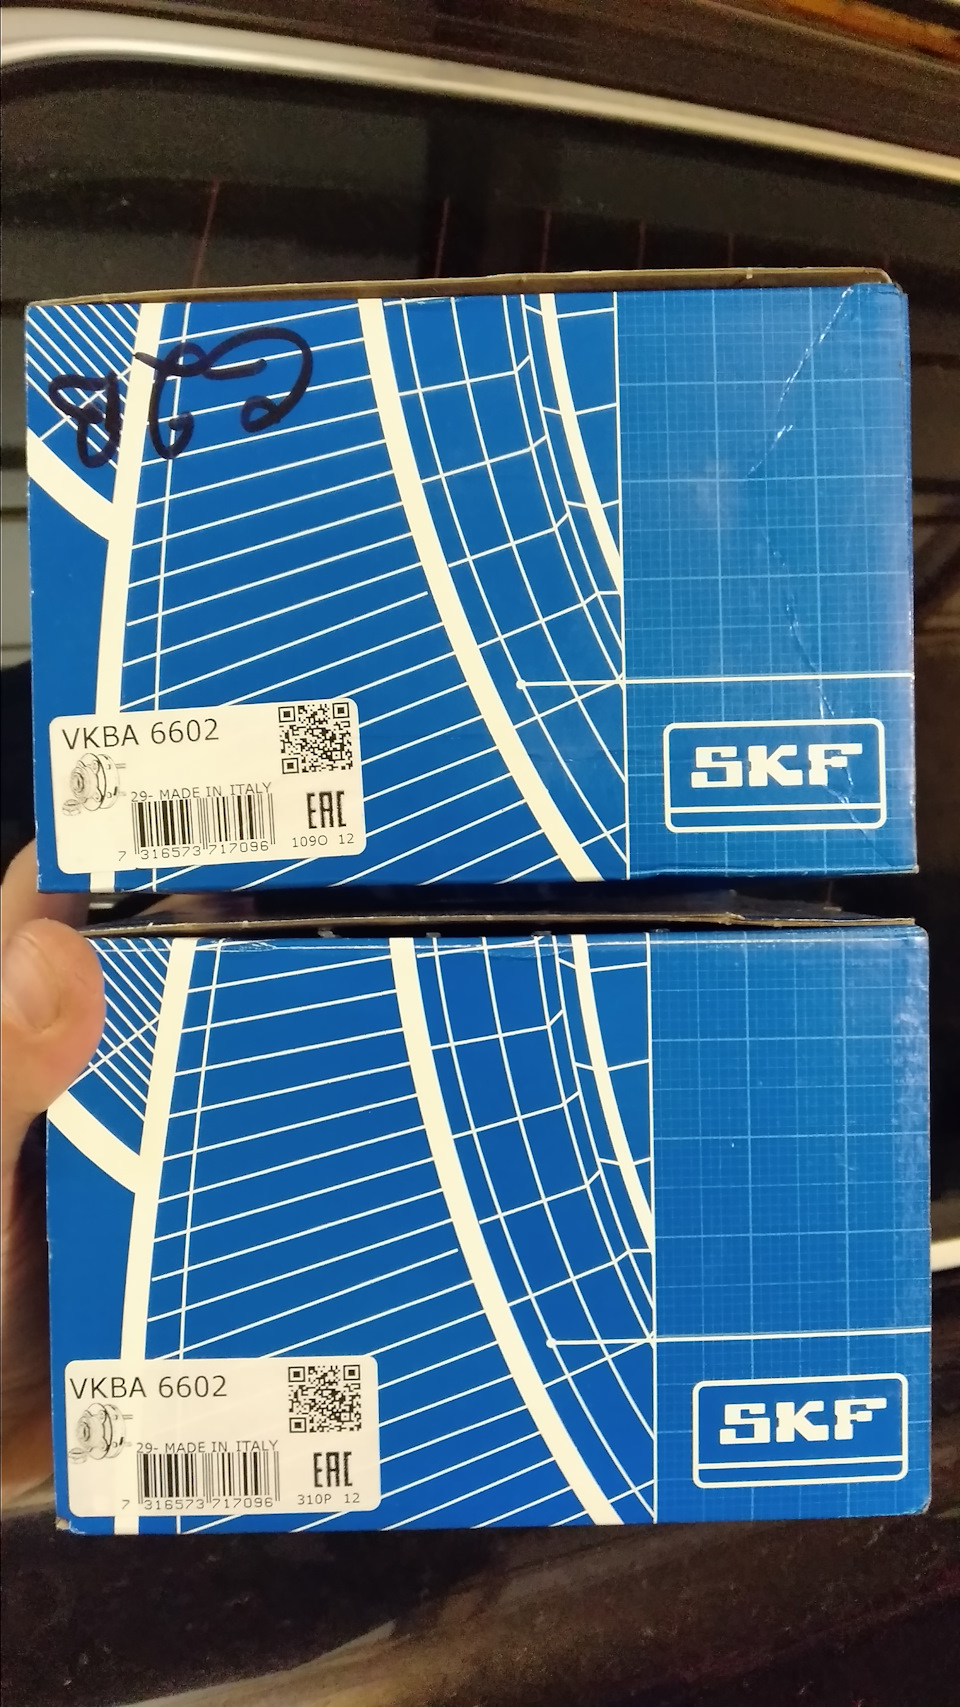 VKBA 6602
29- MADE IN ITALY
EAC
7 316573 717096
109O 12
SKF
VKBA 6602
29- MADE IN ITALY
EAC
7 316573 717096
310P 12
SKF